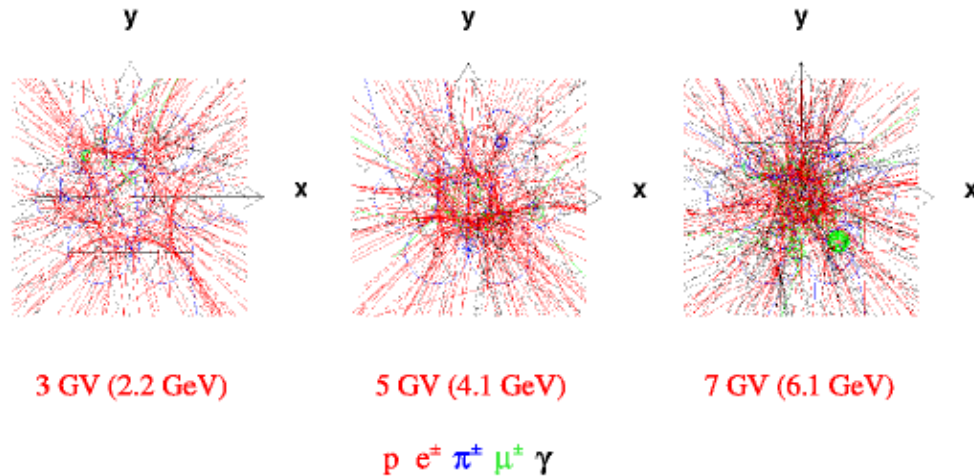 y y y
x x x
3 GV (2.2 GeV) 5 GV (4.1 GeV) 7 GV (6.1 GeV)
p e± π± μ± γ